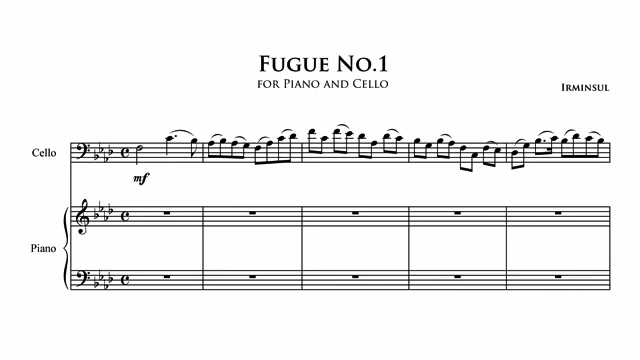 Fugue No.1
for Piano and Cello
Irminsul
Cello
mf
Piano